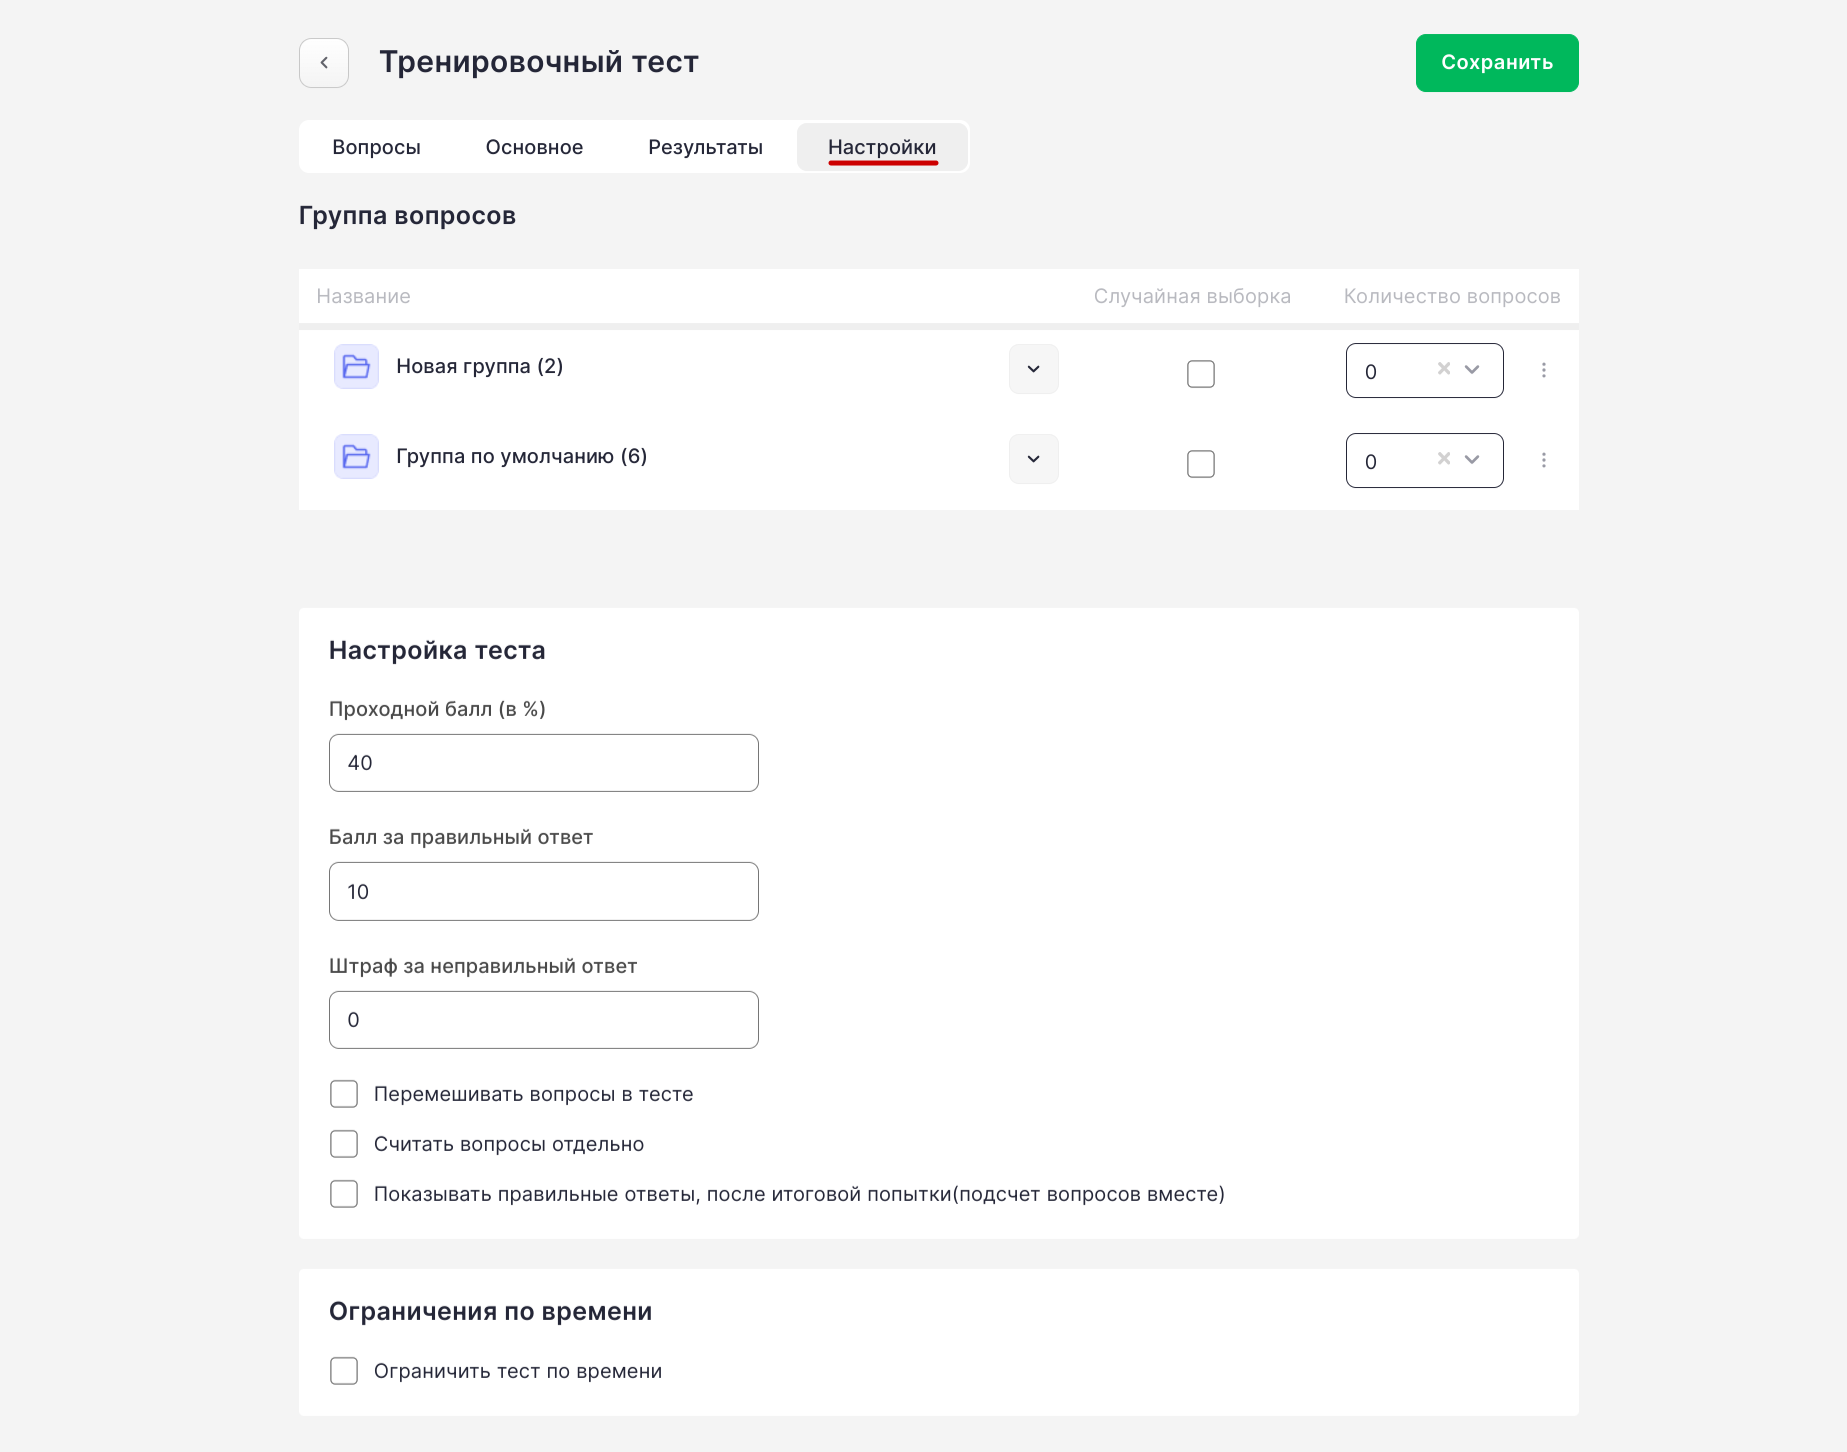 Тренировочный тест
Сохранить
Вопросы Основное Результаты Настройки
Группа вопросов
Название Случайная выборка Количество вопросов
Новая группа (2) 0
Группа по умолчанию (6) 0
Настройка теста
Проходной балл (в %)
40
Балл за правильный ответ
10
Штраф за неправильный ответ
0
Перемешивать вопросы в тесте
Считать вопросы отдельно
Показывать правильные ответы, после итоговой попытки(подсчет вопросов вместе)
Ограничения по времени
Ограничить тест по времени